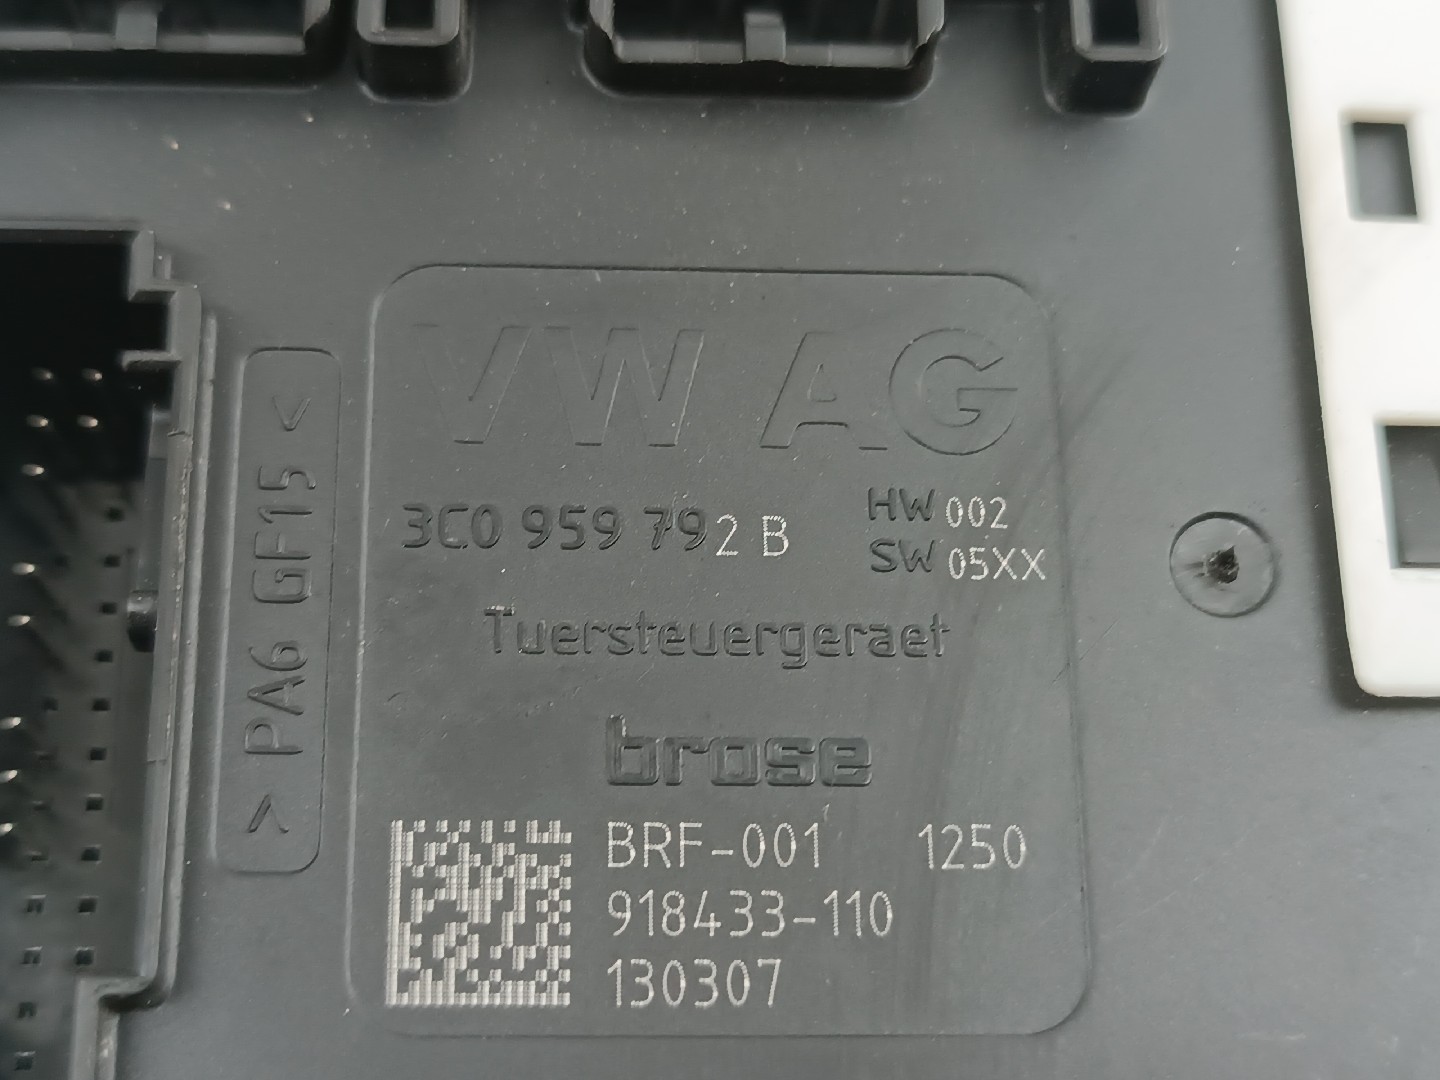 VW AG
3C0 959 792 B
HW 002
SW 05XX
Tuersteuergeraet
brose
BRF-001 1250
918433-110
130307
> PA6 GF15 <